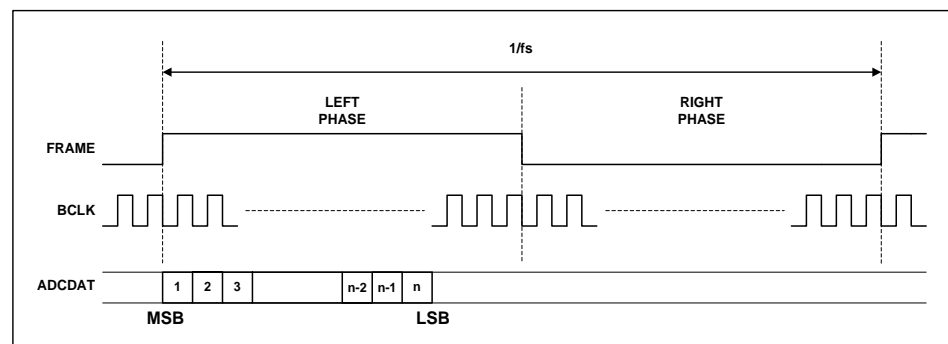 1/fs
LEFT
PHASE
RIGHT
PHASE
FRAME
BCLK
ADCDAT
1 2 3 n-2 n-1 n
MSB LSB